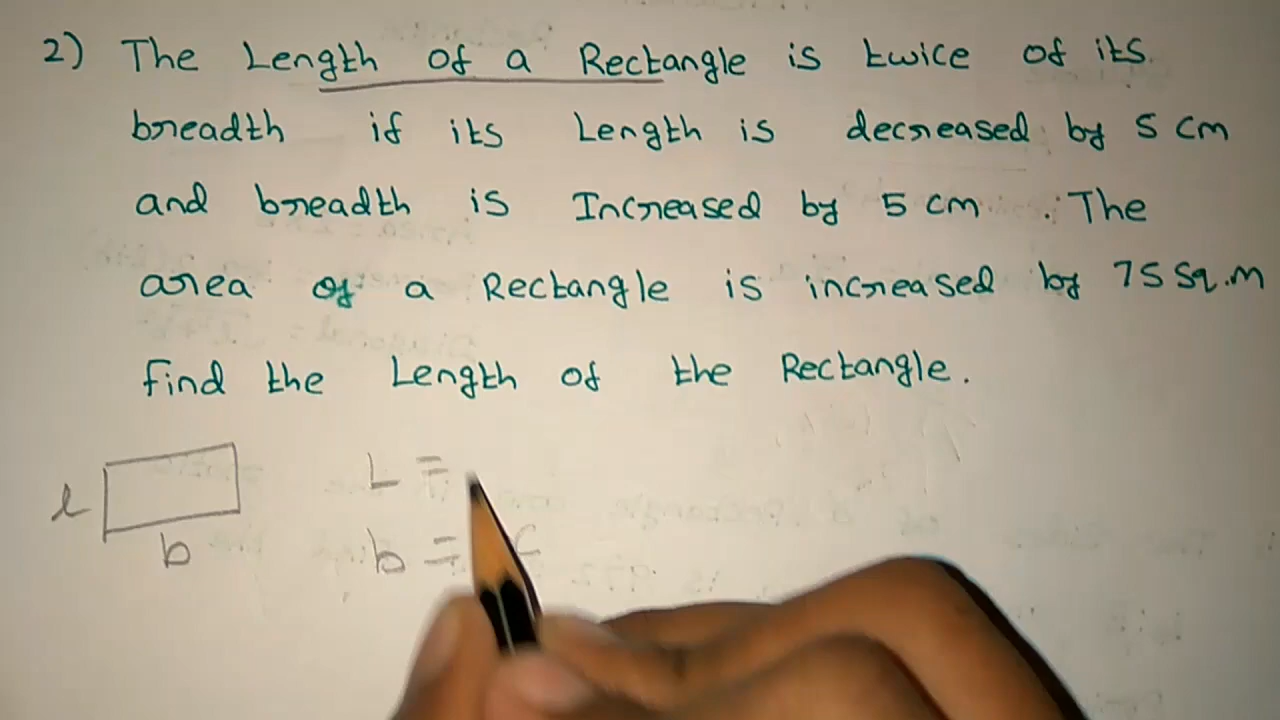 2) The Length of a Rectangle is twice of its
breadth if its Length is decreased by 5 cm
and breadth is Increased by 5 cm . The
area of a Rectangle is increased by 75 Sq.m
find the Length of the Rectangle.
l
b
L =
b =